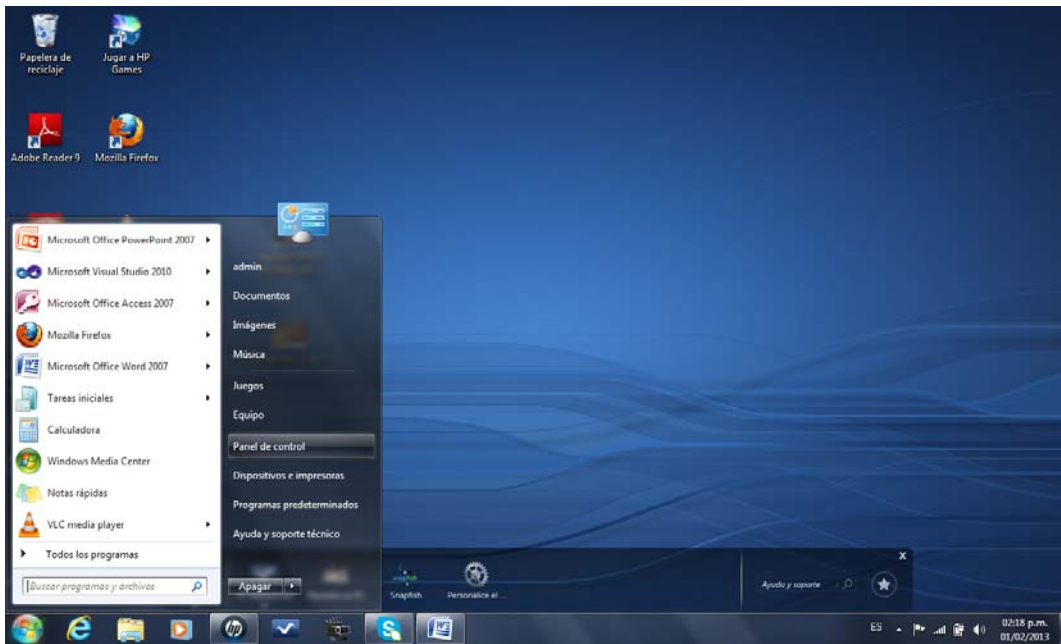 Papelera de
reciclaje
Jugar a HP
Games
Adobe Reader 9
Mozilla Firefox
Microsoft Office PowerPoint 2007
Microsoft Visual Studio 2010
Microsoft Office Access 2007
Mozilla Firefox
Microsoft Office Word 2007
Tareas iniciales
Calculadora
Windows Media Center
Notas rápidas
VLC media player
Todos los programas
Buscar programas y archivos
admin
Documentos
Imágenes
Música
Juegos
Equipo
Panel de control
Dispositivos e impresoras
Programas predeterminados
Ayuda y soporte técnico
Apagar
Snapfish
Personalice el ...
Ayuda y soporte
X
ES
02:18 p.m.